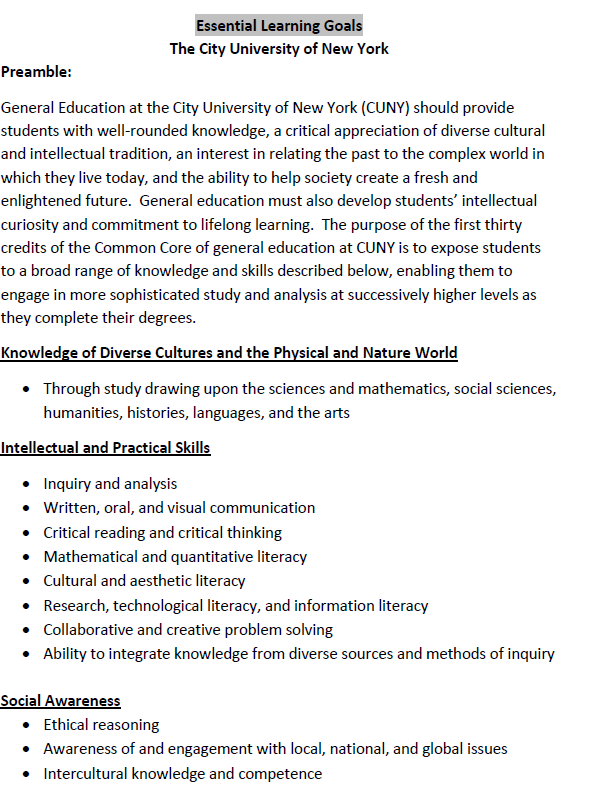 Essential Learning Goals
The City University of New York
Preamble:
General Education at the City University of New York (CUNY) should provide
students with well-rounded knowledge, a critical appreciation of diverse cultural
and intellectual tradition, an interest in relating the past to the complex world in
which they live today, and the ability to help society create a fresh and
enlightened future.  General education must also develop students’ intellectual
curiosity and commitment to lifelong learning.  The purpose of the first thirty
credits of the Common Core of general education at CUNY is to expose students
to a broad range of knowledge and skills described below, enabling them to
engage in more sophisticated study and analysis at successively higher levels as
they complete their degrees.
Knowledge of Diverse Cultures and the Physical and Nature World
• Through study drawing upon the sciences and mathematics, social sciences,
humanities, histories, languages, and the arts
Intellectual and Practical Skills
• Inquiry and analysis
• Written, oral, and visual communication
• Critical reading and critical thinking
• Mathematical and quantitative literacy
• Cultural and aesthetic literacy
• Research, technological literacy, and information literacy
• Collaborative and creative problem solving
• Ability to integrate knowledge from diverse sources and methods of inquiry
Social Awareness
• Ethical reasoning
• Awareness of and engagement with local, national, and global issues
• Intercultural knowledge and competence